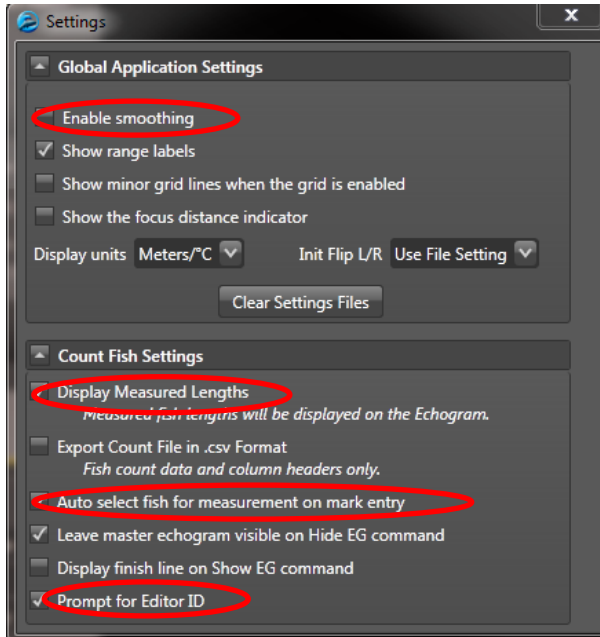 Settings
x
Global Application Settings
Enable smoothing
Show range labels
Show minor grid lines when the grid is enabled
Show the focus distance indicator
Display units Meters/°C Init Flip L/R Use File Setting
Clear Settings Files
Count Fish Settings
Display Measured Lengths
Measured fish lengths will be displayed on the Echogram.
Export Count File in .csv Format
Fish count data and column headers only.
Auto select fish for measurement on mark entry
Leave master echogram visible on Hide EG command
Display finish line on Show EG command
Prompt for Editor ID